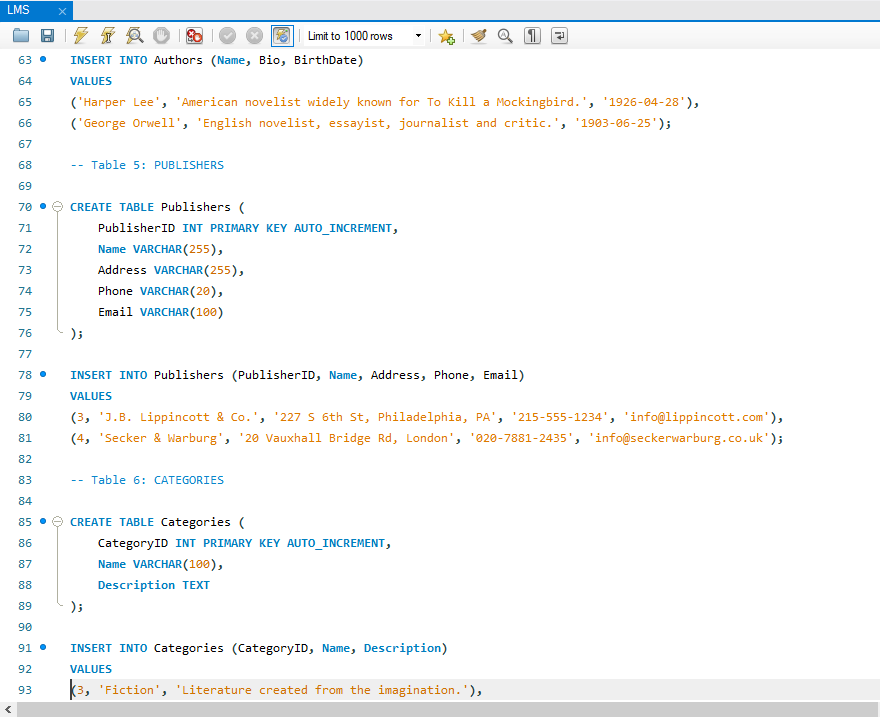 LMS
Limit to 1000 rows
63 INSERT INTO Authors (Name, Bio, BirthDate)
64 VALUES
65 ('Harper Lee', 'American novelist widely known for To Kill a Mockingbird.', '1926-04-28'),
66 ('George Orwell', 'English novelist, essayist, journalist and critic.', '1903-06-25');
67
68 -- Table 5: PUBLISHERS
69
70 CREATE TABLE Publishers (
71 PublisherID INT PRIMARY KEY AUTO_INCREMENT,
72 Name VARCHAR(255),
73 Address VARCHAR(255),
74 Phone VARCHAR(20),
75 Email VARCHAR(100)
76 );
77
78 INSERT INTO Publishers (PublisherID, Name, Address, Phone, Email)
79 VALUES
80 (3, 'J.B. Lippincott & Co.', '227 S 6th St, Philadelphia, PA', '215-555-1234', 'info@lippincott.com'),
81 (4, 'Secker & Warburg', '20 Vauxhall Bridge Rd, London', '020-7881-2435', 'info@seckerwarburg.co.uk');
82
83 -- Table 6: CATEGORIES
84
85 CREATE TABLE Categories (
86 CategoryID INT PRIMARY KEY AUTO_INCREMENT,
87 Name VARCHAR(100),
88 Description TEXT
89 );
90
91 INSERT INTO Categories (CategoryID, Name, Description)
92 VALUES
93 (3, 'Fiction', 'Literature created from the imagination.'),